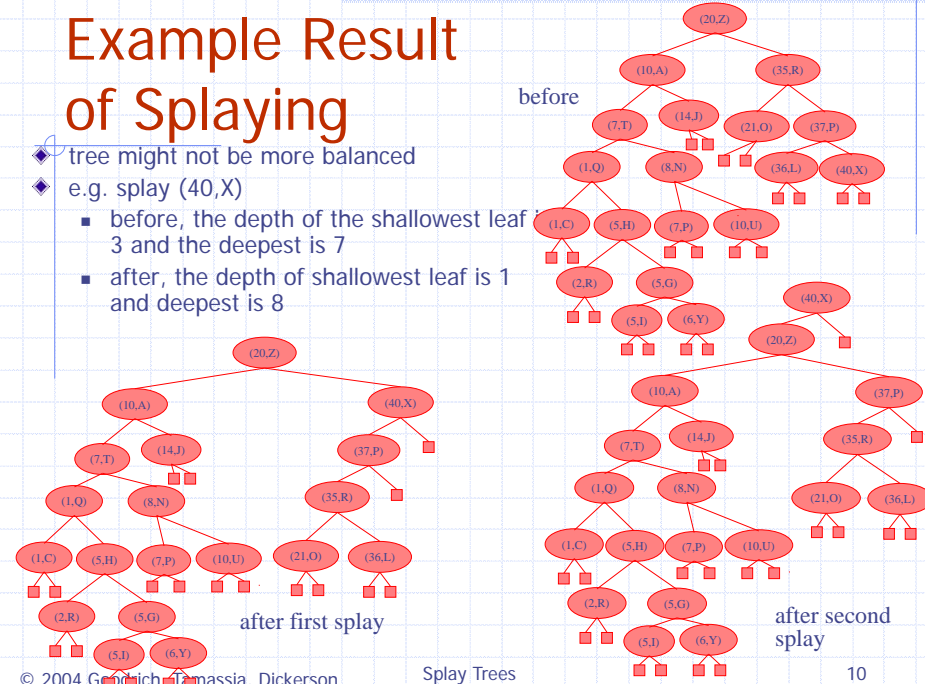 Example Result
of Splaying
tree might not be more balanced
e.g. splay (40,X)
before, the depth of the shallowest leaf
3 and the deepest is 7
after, the depth of shallowest leaf is 1
and deepest is 8
before
(20,Z)
(10,A) (35,R)
(7,T) (14,J) (21,O) (37,P)
(1,Q) (8,N) (36,L) (40,X)
(1,C) (5,H) (7,P) (10,U)
(2,R) (5,G)
(5,I) (6,Y)
(20,Z)
(10,A) (40,X)
(7,T) (14,J) (37,P)
(1,Q) (8,N) (35,R)
(1,C) (5,H) (7,P) (10,U) (21,O) (36,L)
(2,R) (5,G)
(5,I) (6,Y)
after first splay
(40,X)
(20,Z)
(10,A) (37,P)
(7,T) (14,J) (35,R)
(1,Q) (8,N) (21,O) (36,L)
(1,C) (5,H) (7,P) (10,U)
(2,R) (5,G)
(5,I) (6,Y)
after second
splay
© 2004 Goodrich, Tamassia, Dickerson
Splay Trees
10